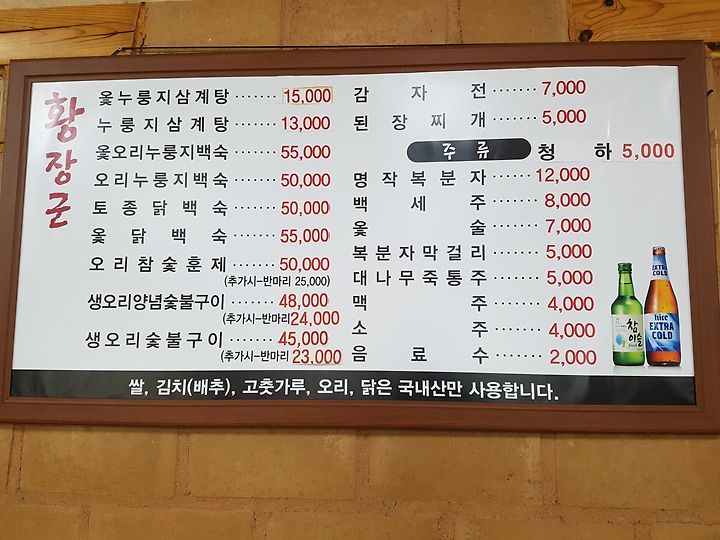 황장군
옻누룽지삼계탕 ······· 15,000
누룽지삼계탕 ······· 13,000
옻오리누룽지백숙 ······· 55,000
오리누룽지백숙 ······· 50,000
토종닭백숙 ······· 50,000
옻닭백숙 ······· 55,000
오리참숯훈제 ······· 50,000
(추가시-반마리 25,000)
생오리양념숯불구이 ······· 48,000
(추가시-반마리 24,000
생오리숯불구이 ······· 45,000
(추가시-반마리 23,000
감자전 ······ 7,000
된장찌개 ······ 5,000
주류
청하 5,000
명작복분자 ······ 12,000
백세주 ······ 8,000
옻술 ······ 7,000
복분자막걸리 ······ 5,000
대나무죽통주 ······ 5,000
맥주 ······ 4,000
소주 ······ 4,000
음료수 ······ 2,000
참이슬
EXTRA COLD
hite
EXTRA
COLD
쌀, 김치(배추), 고춧가루, 오리, 닭은 국내산만 사용합니다.